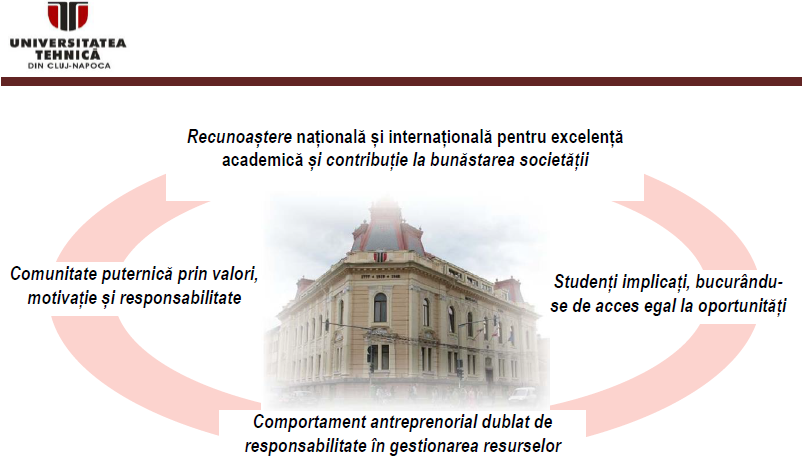 UNIVERSITATEA
TEHNICĂ
DIN CLUJ-NAPOCA
Recunoaștere națională și internațională pentru excelență
academică și contribuție la bunăstarea societății
Comunitate puternică prin valori,
motivație și responsabilitate
Studenți implicați, bucurându-
se de acces egal la oportunități
Comportament antreprenorial dublat de
responsabilitate în gestionarea resurselor